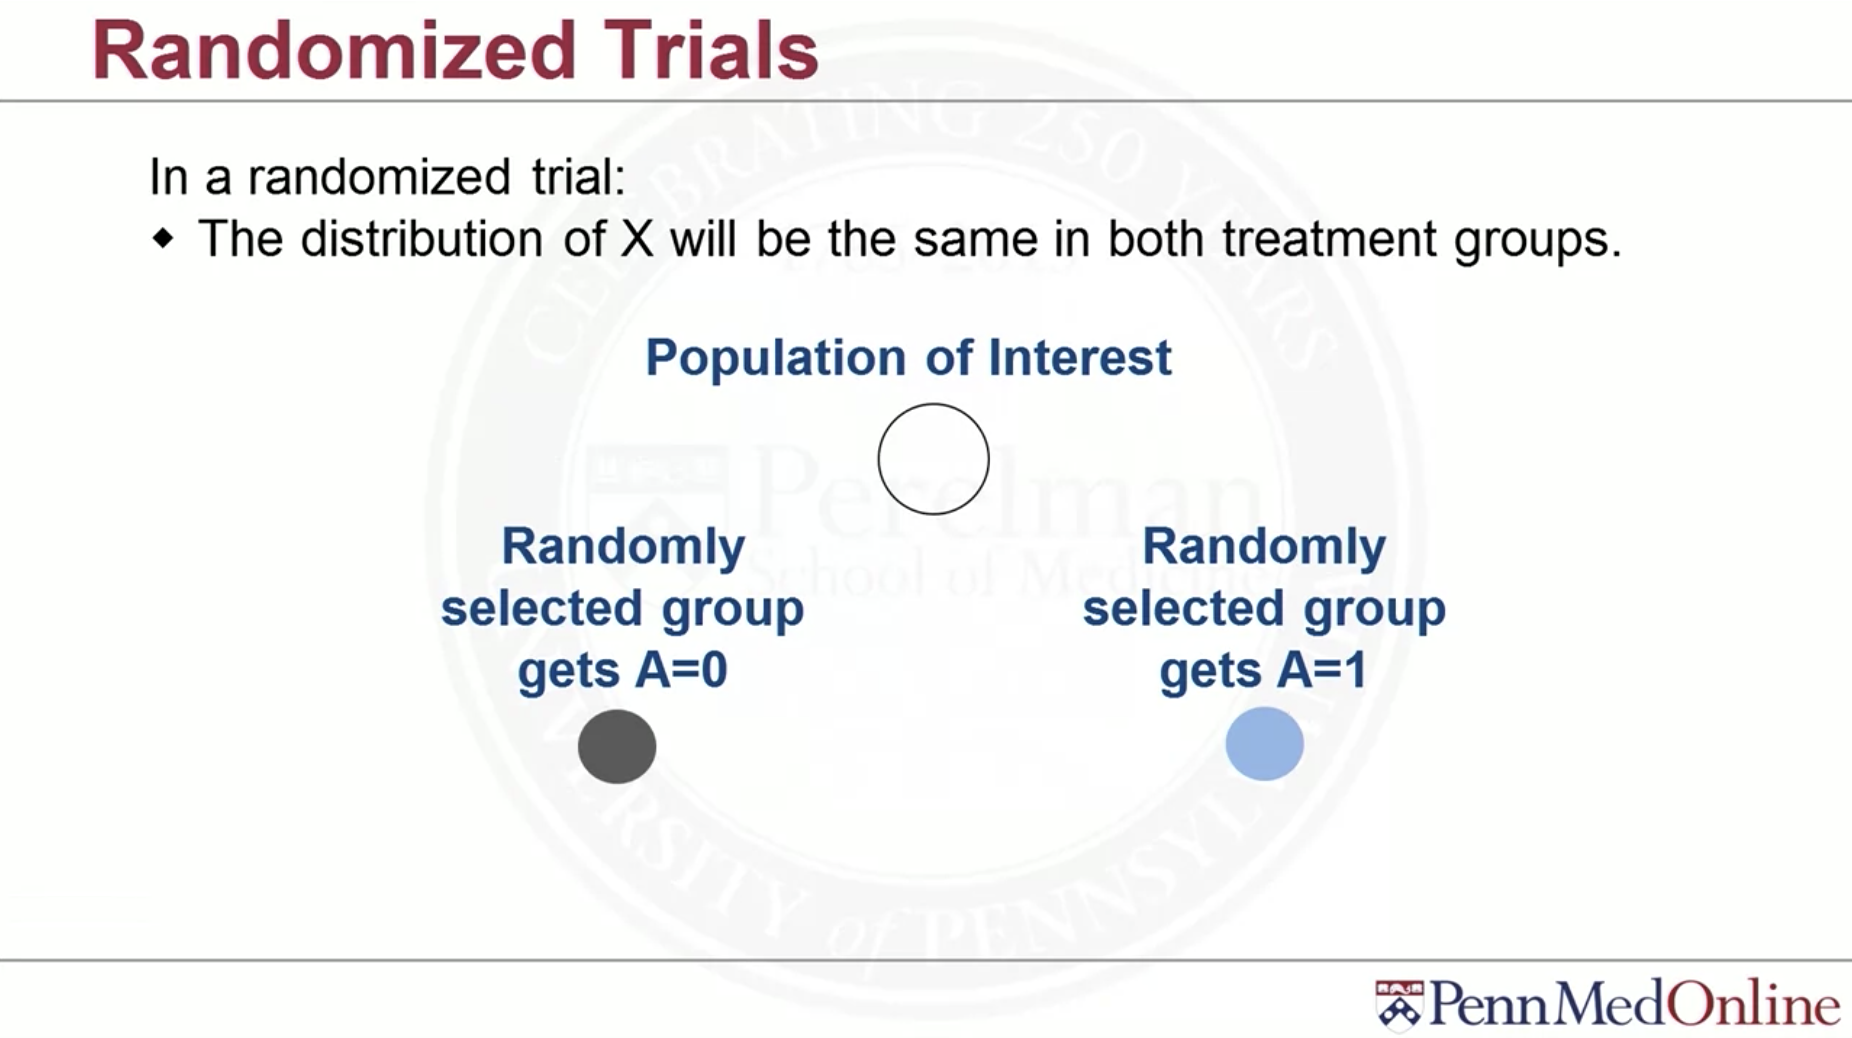 Randomized Trials
In a randomized trial:
◆ The distribution of X will be the same in both treatment groups.
Population of Interest
Randomly
selected group
gets A=0
Randomly
selected group
gets A=1
CELEBRATING 250 YEARS
Perelman
School of Medicine
UNIVERSITY of PENNSYLVANIA
PennMedOnline